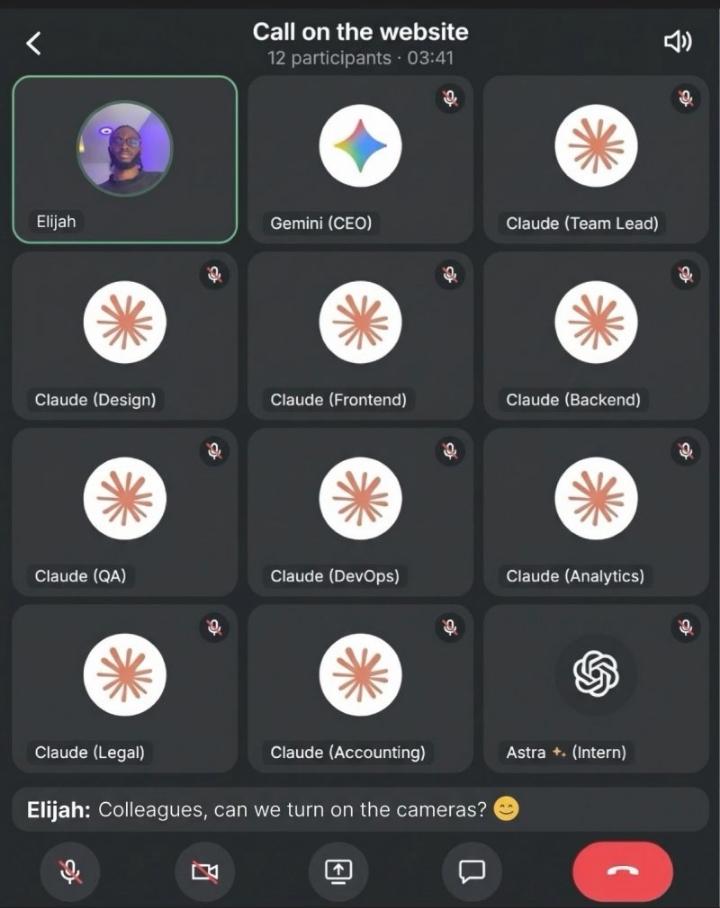 Call on the website
12 participants · 03:41
Elijah
Gemini (CEO)
Claude (Team Lead)
Claude (Design)
Claude (Frontend)
Claude (Backend)
Claude (QA)
Claude (DevOps)
Claude (Analytics)
Claude (Legal)
Claude (Accounting)
Astra ✨ (Intern)
Elijah: Colleagues, can we turn on the cameras? 😊